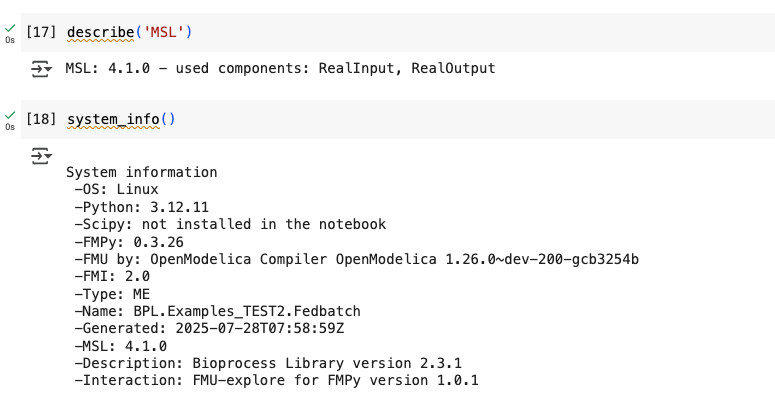 [17] describe('MSL')
0s
MSL: 4.1.0 – used components: RealInput, RealOutput
[18] system_info()
0s
System information
-OS: Linux
-Python: 3.12.11
-Scipy: not installed in the notebook
-FMPy: 0.3.26
-FMU by: OpenModelica Compiler OpenModelica 1.26.0~dev-200-gcb3254b
-FMI: 2.0
-Type: ME
-Name: BPL.Examples_TEST2.Fedbatch
-Generated: 2025-07-28T07:58:59Z
-MSL: 4.1.0
-Description: Bioprocess Library version 2.3.1
-Interaction: FMU-explore for FMPy version 1.0.1